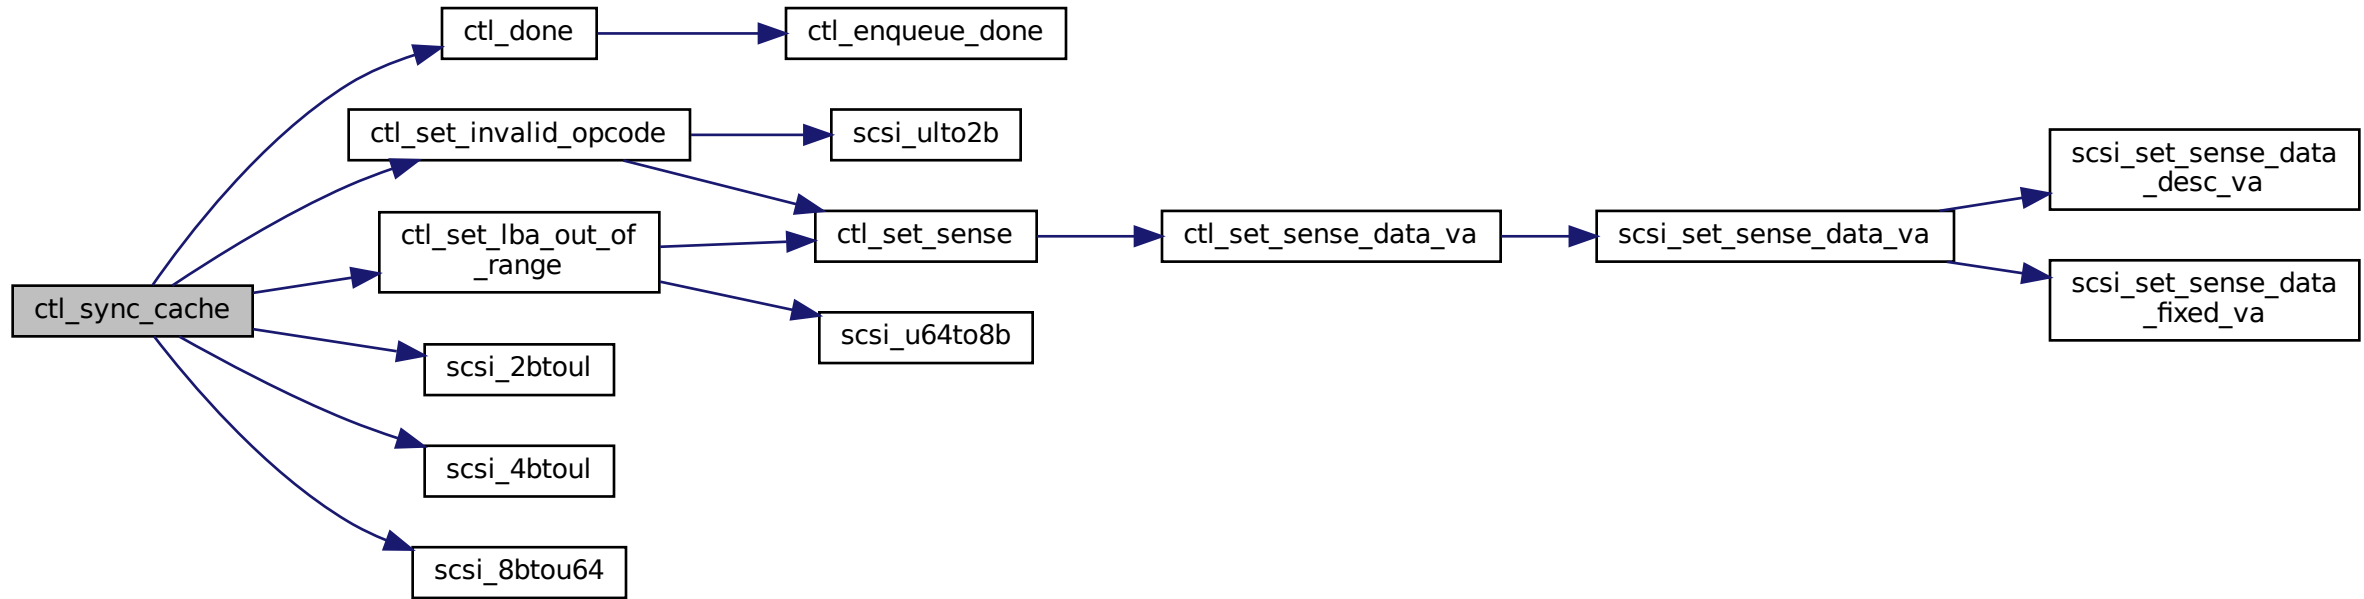 ctl_sync_cache
ctl_done
ctl_enqueue_done
ctl_set_invalid_opcode
scsi_ulto2b
ctl_set_lba_out_of
_range
ctl_set_sense
scsi_u64to8b
ctl_set_sense_data_va
scsi_set_sense_data_va
scsi_set_sense_data
_desc_va
scsi_set_sense_data
_fixed_va
scsi_2btoul
scsi_4btoul
scsi_8btou64